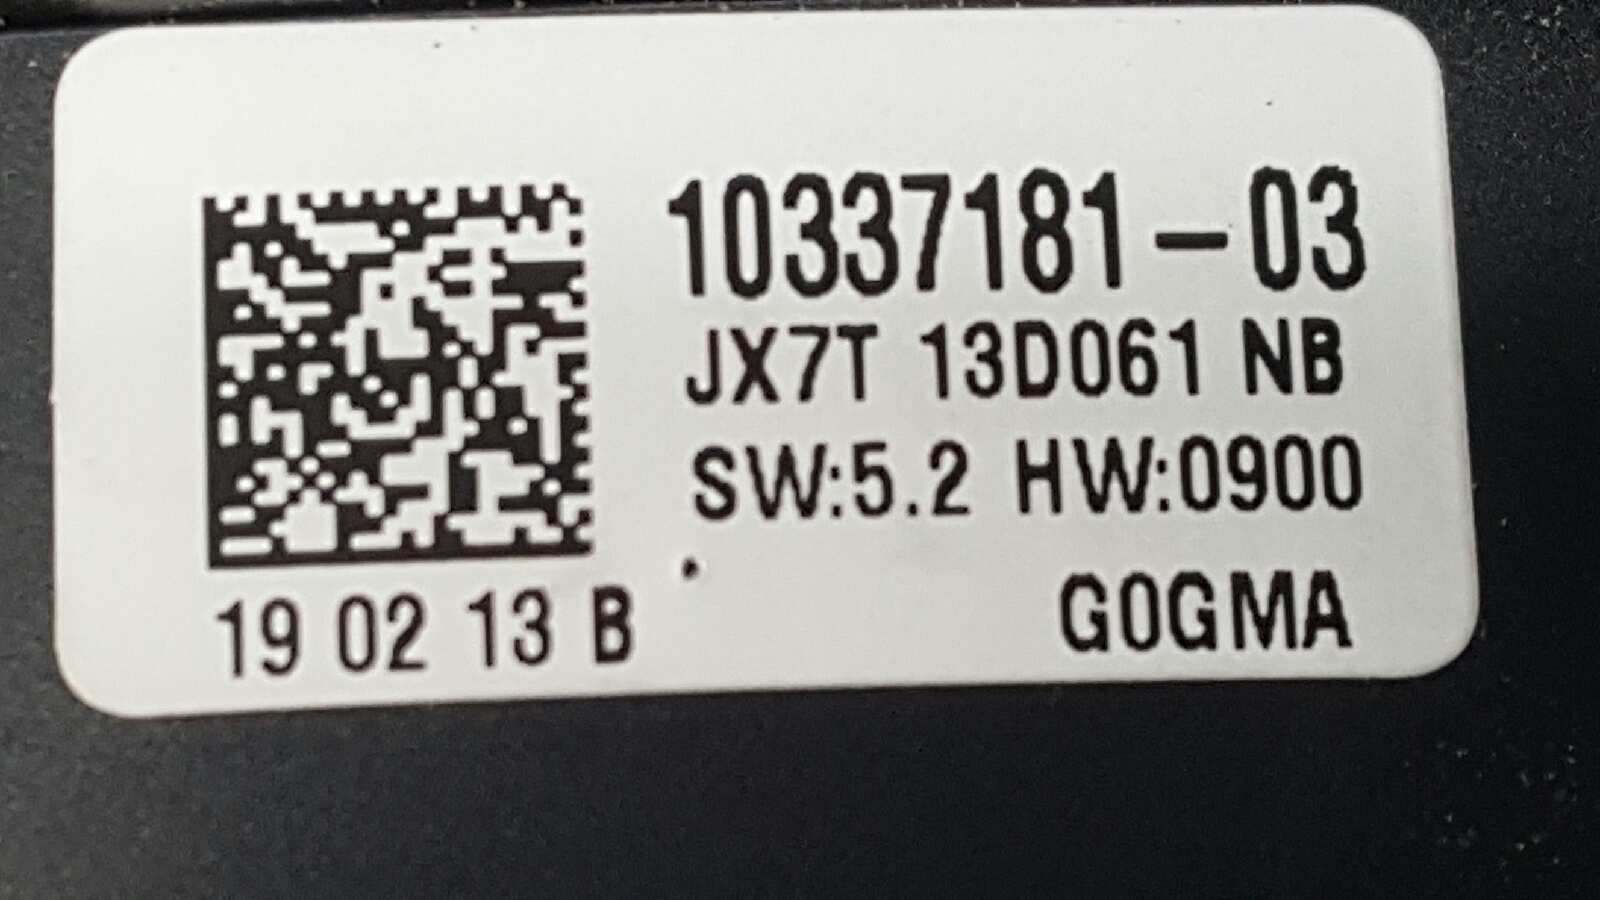 10337181-03
JX7T 13D061 NB
SW:5.2 HW:0900
19 02 13 B
G0GMA